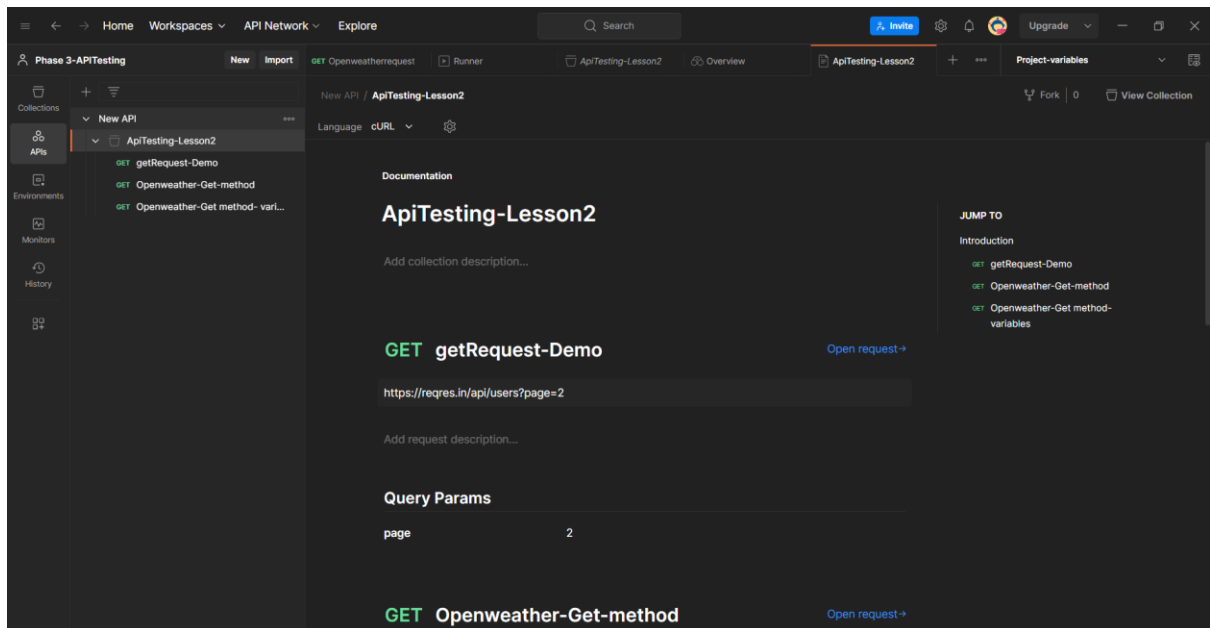 Home Workspaces API Network Explore Search Invite Upgrade
Phase 3-APITesting New Import GET Openweatherrequest Runner ApiTesting-Lesson2 Overview ApiTesting-Lesson2 Project-variables
Collections
APIs
Environments
Monitors
History
New API
ApiTesting-Lesson2
GET getRequest-Demo
GET Openweather-Get-method
GET Openweather-Get method- vari...
New API / ApiTesting-Lesson2 Fork 0 View Collection
Language cURL
Documentation
ApiTesting-Lesson2
Add collection description...
GET getRequest-Demo Open request→
https://reqres.in/api/users?page=2
Add request description...
Query Params
page 2
GET Openweather-Get-method Open request→
JUMP TO
Introduction
GET getRequest-Demo
GET Openweather-Get-method
GET Openweather-Get method-
variables